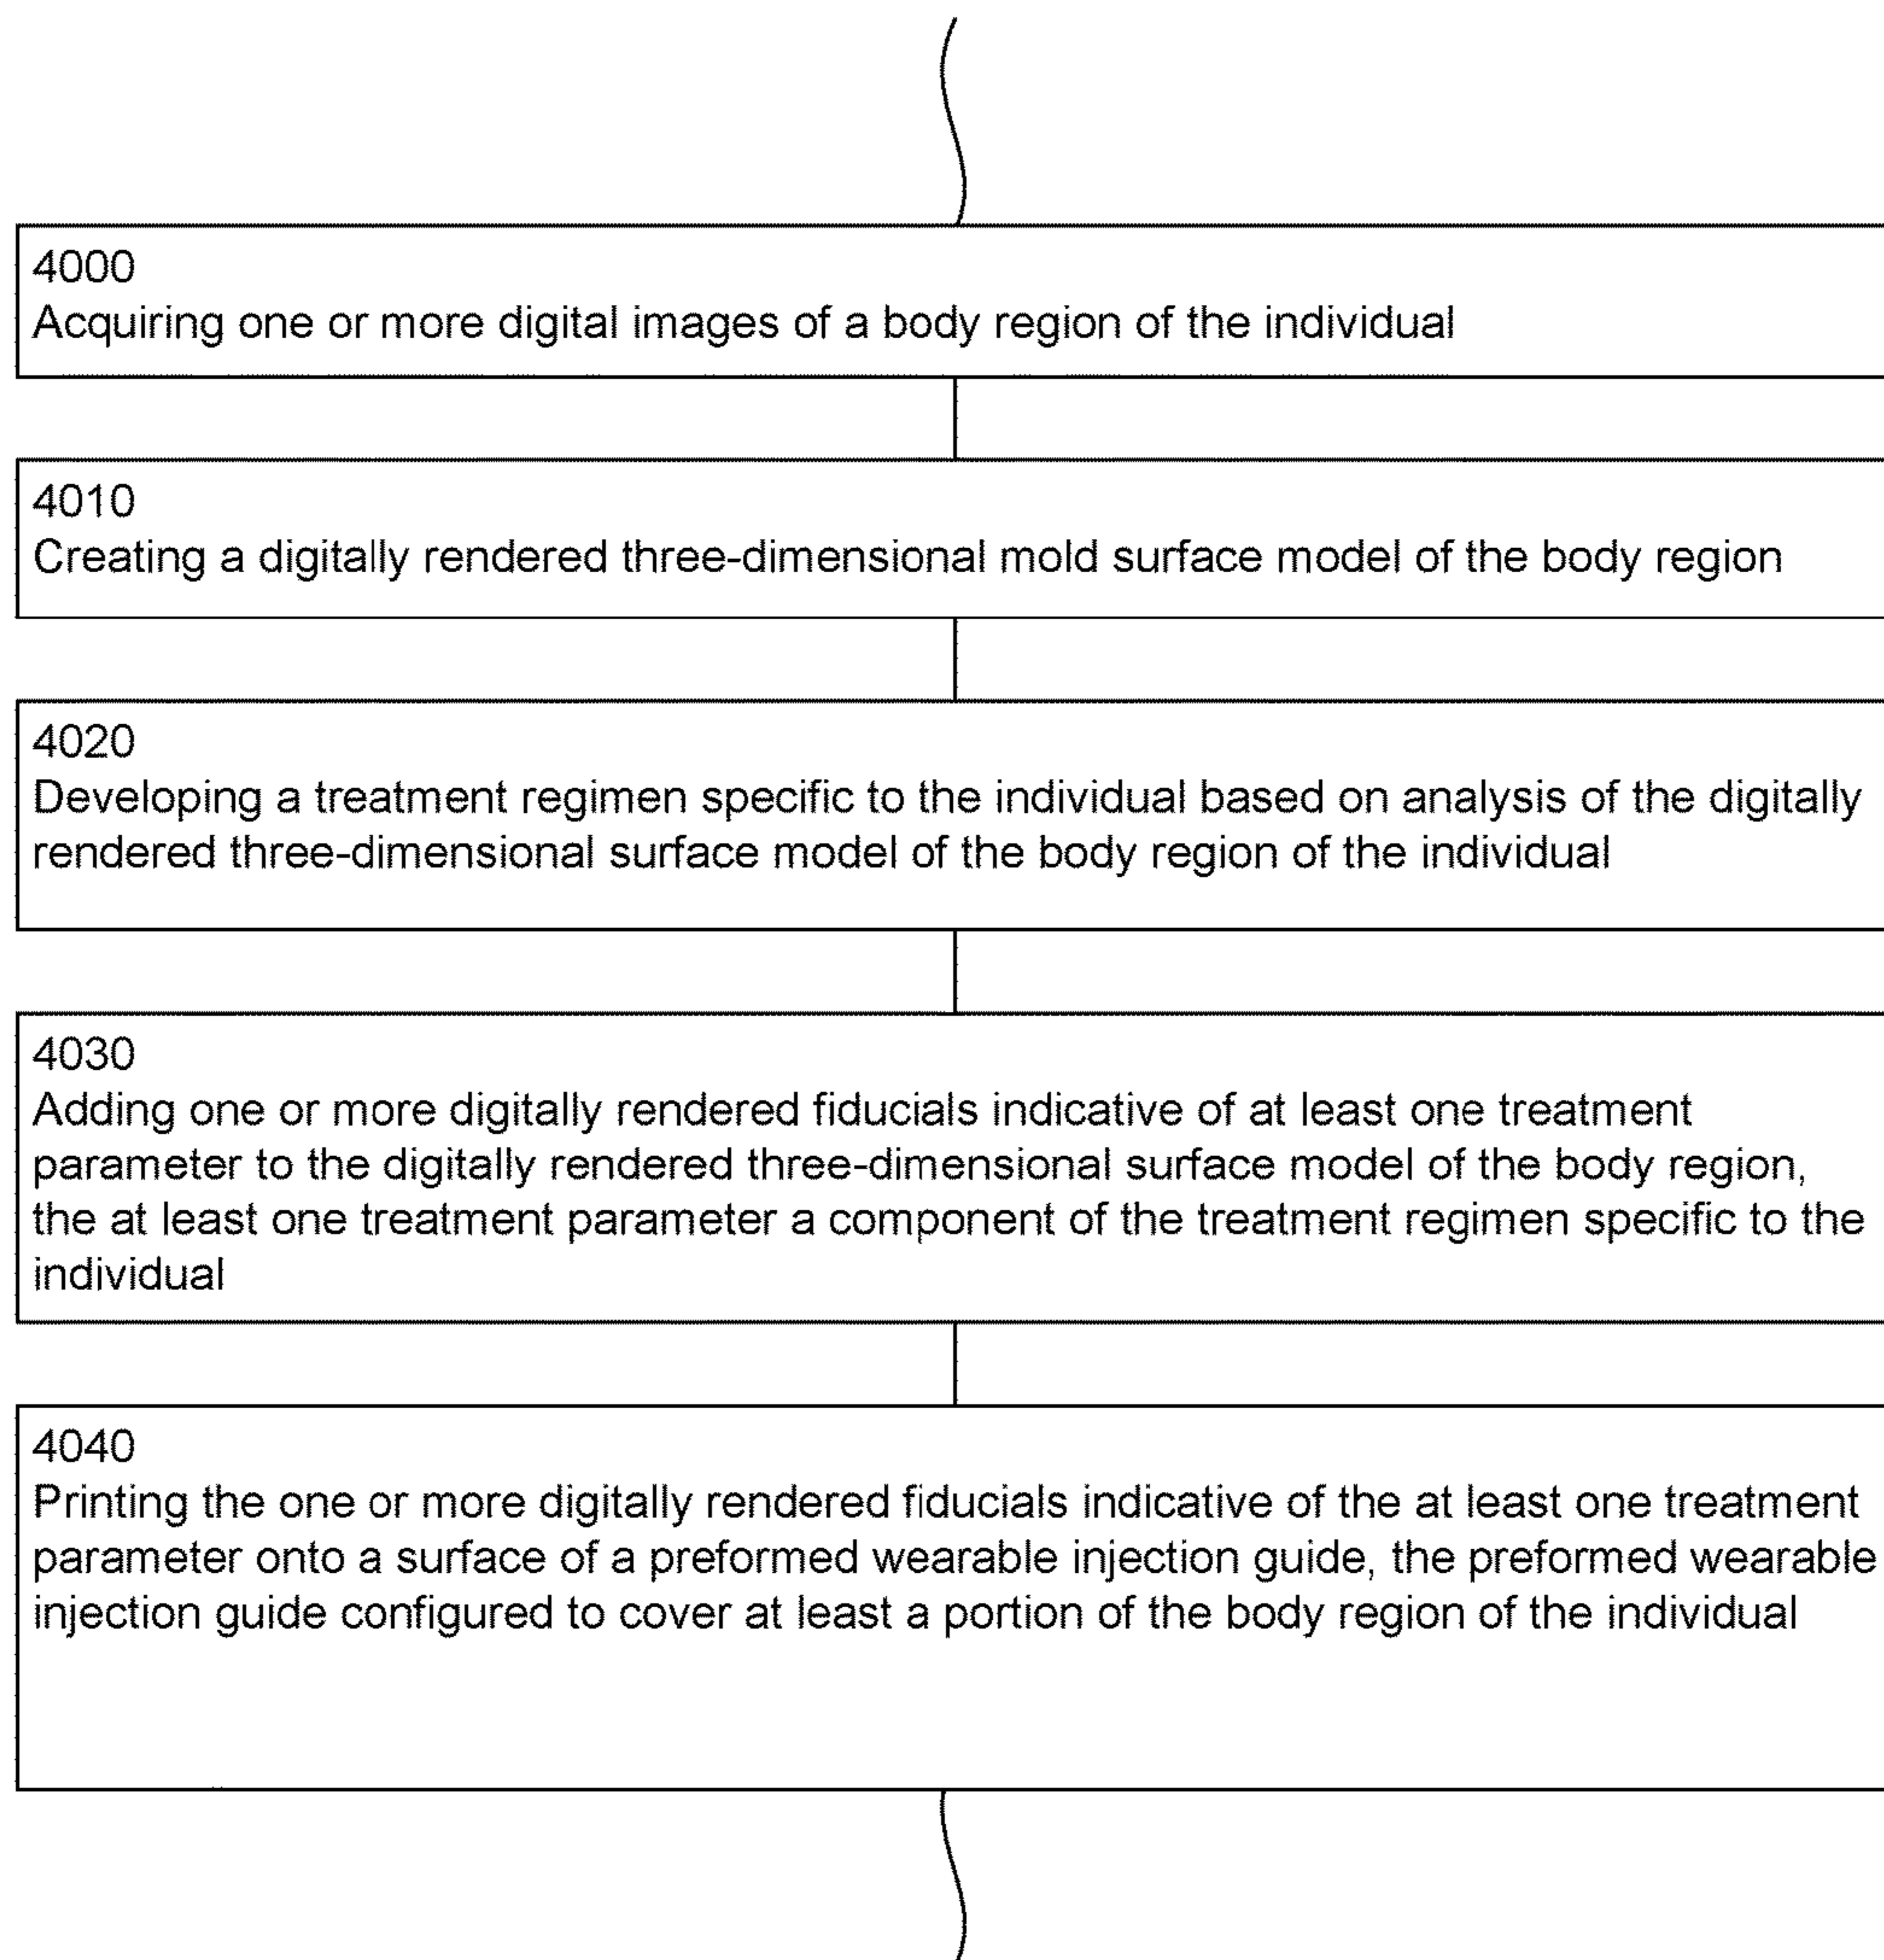 4000
Acquiring one or more digital images of a body region of the individual
4010
Creating a digitally rendered three-dimensional mold surface model of the body region
4020
Developing a treatment regimen specific to the individual based on analysis of the digitally
rendered three-dimensional surface model of the body region of the individual
4030
Adding one or more digitally rendered fiducials indicative of at least one treatment
parameter to the digitally rendered three-dimensional surface model of the body region,
the at least one treatment parameter a component of the treatment regimen specific to the
individual
4040
Printing the one or more digitally rendered fiducials indicative of the at least one treatment
parameter onto a surface of a preformed wearable injection guide, the preformed wearable
injection guide configured to cover at least a portion of the body region of the individual